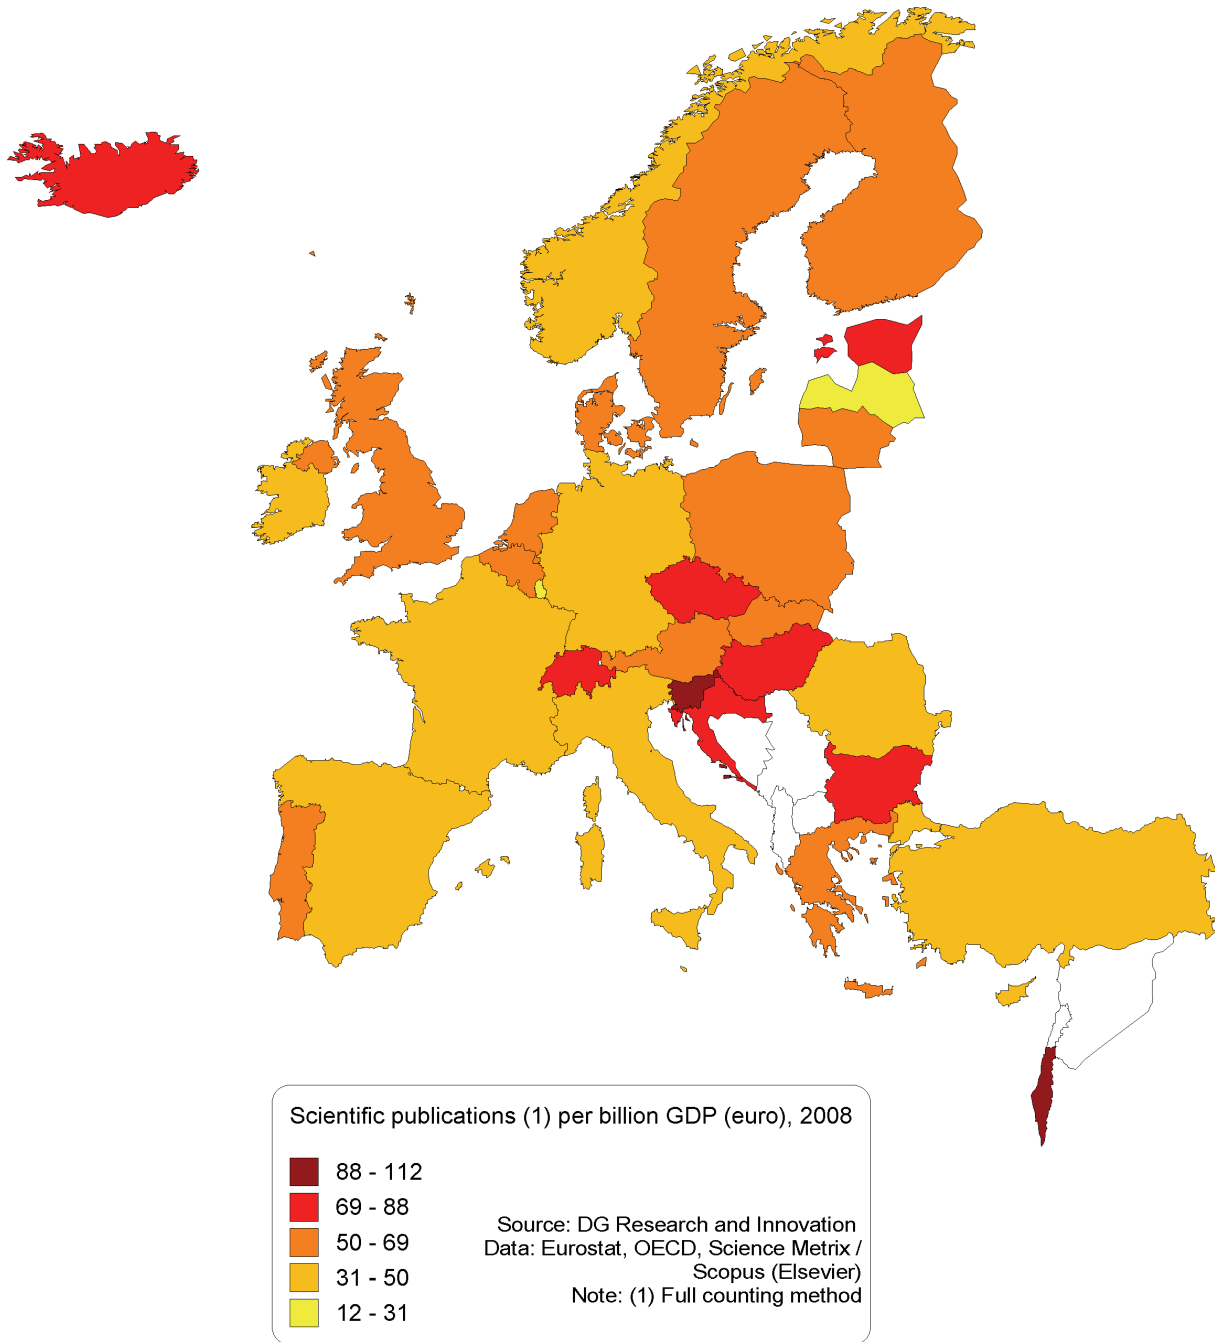 Scientific publications (1) per billion GDP (euro), 2008
88 - 112
69 - 88
50 - 69
31 - 50
12 - 31
Source: DG Research and Innovation
Data: Eurostat, OECD, Science Metrix /
Scopus (Elsevier)
Note: (1) Full counting method